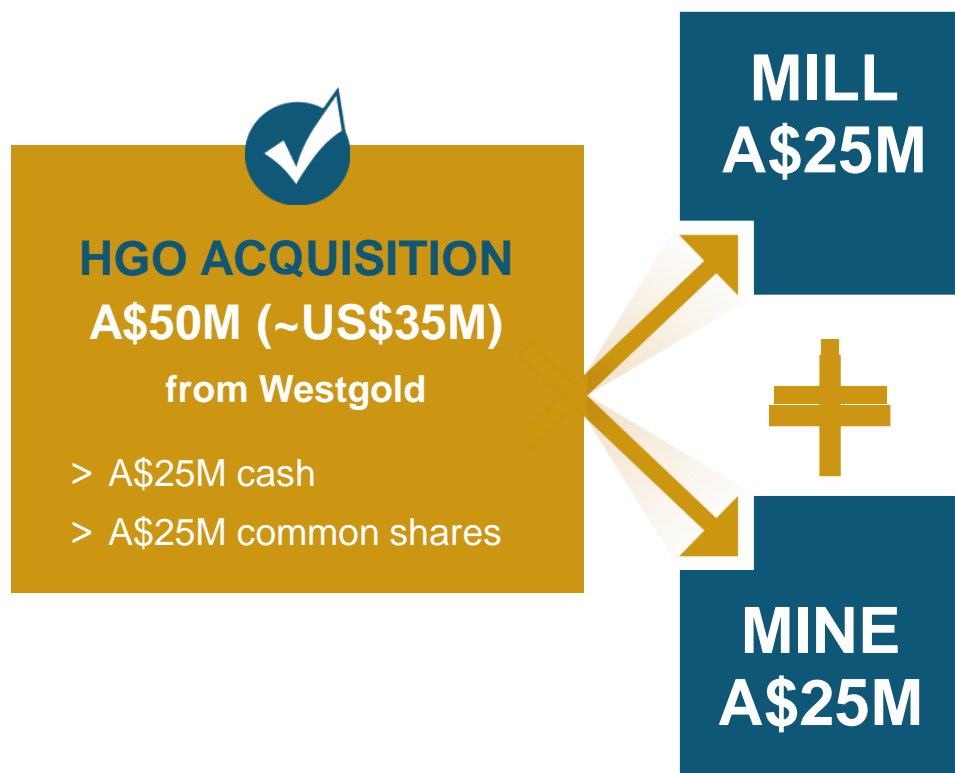 HGO ACQUISITION
A$50M (~US$35M)
from Westgold
> A$25M cash
> A$25M common shares
MILL
A$25M
MINE
A$25M